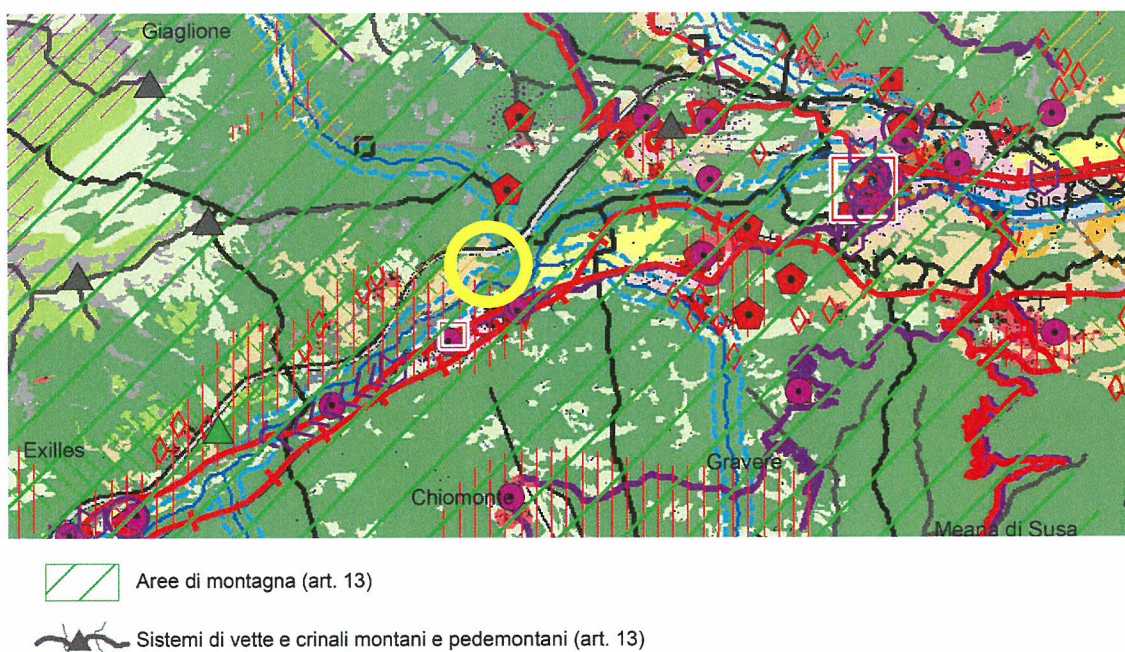 Giaglione
Susa
Exilles
Chiomonte
Gravere
Meana di Susa
Aree di montagna (art. 13)
Sistemi di vette e crinali montani e pedemontani (art. 13)